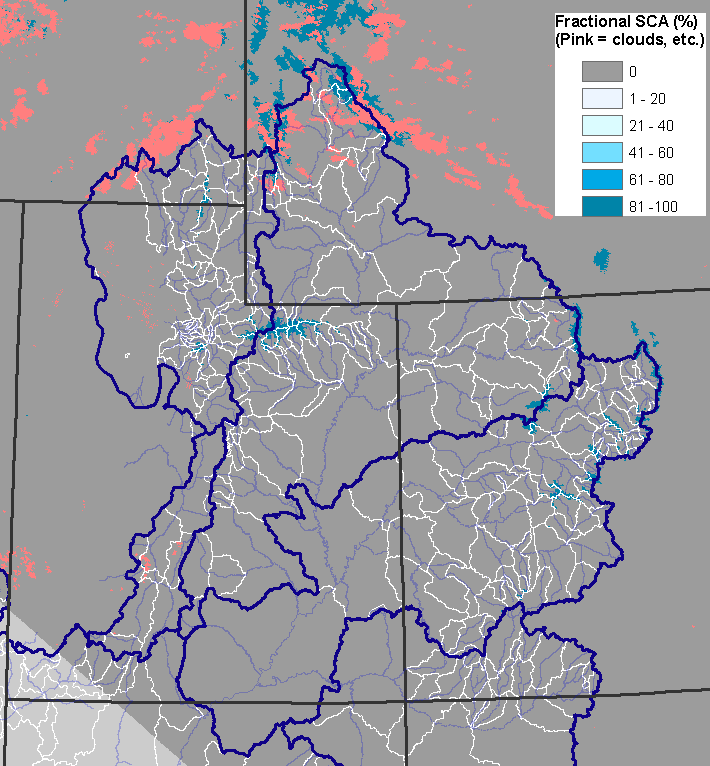 Fractional SCA (%)
(Pink = clouds, etc.)
0
1 - 20
21 - 40
41 - 60
61 - 80
81 -100